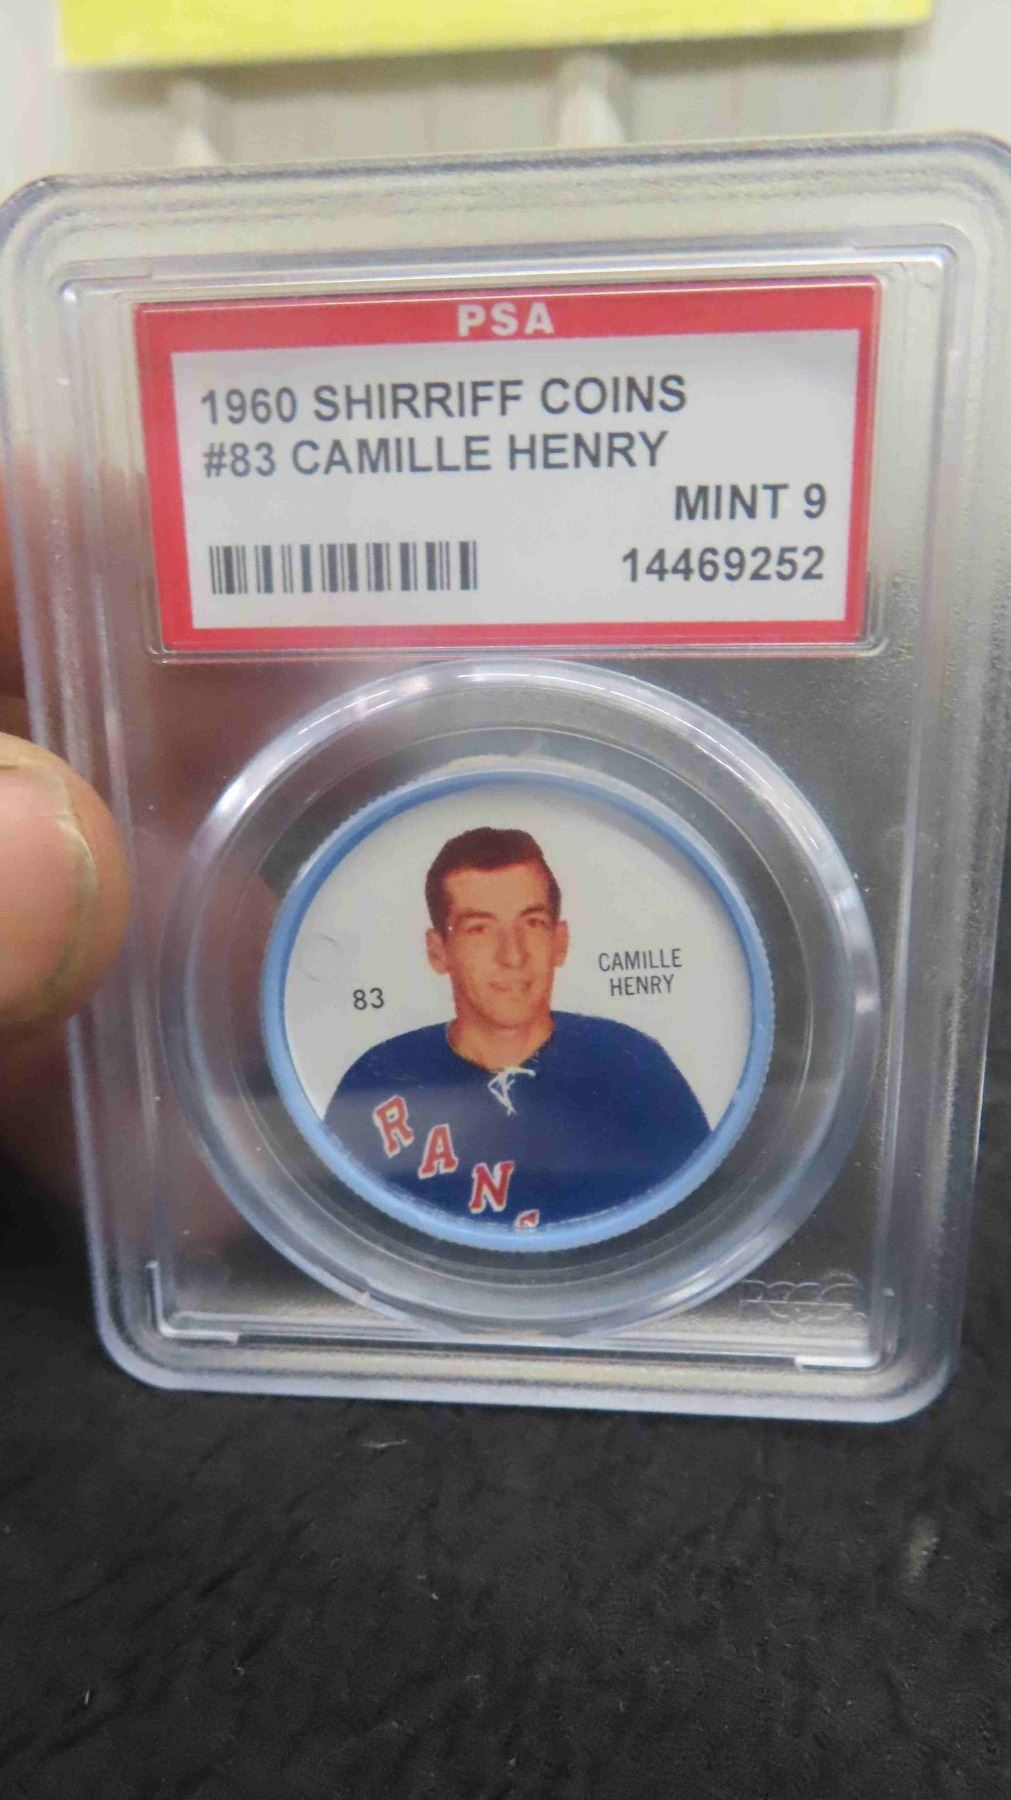 PSA
1960 SHIRRIFF COINS
#83 CAMILLE HENRY
MINT 9
14469252
83
CAMILLE
HENRY
RAN